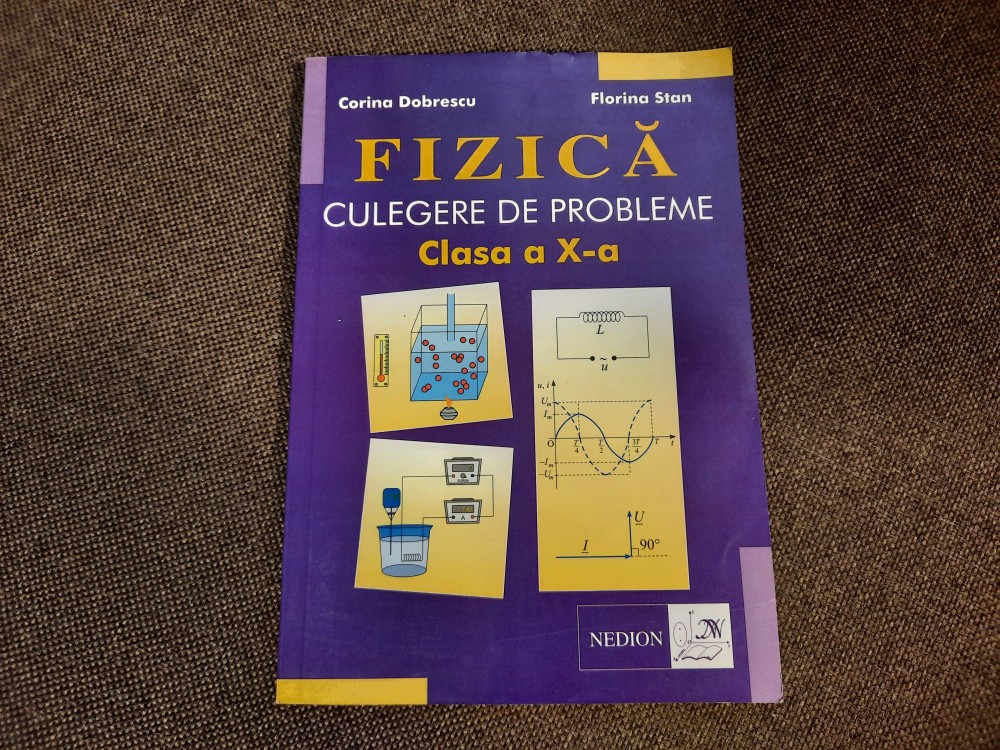 Corina Dobrescu
Florina Stan
FIZICĂ
CULEGERE DE PROBLEME
Clasa a X-a
L
~
u
u, i
Um
Im
O
T/4
T/2
3T/4
T
t
-Im
-Um
A
U
I
90°
NEDION